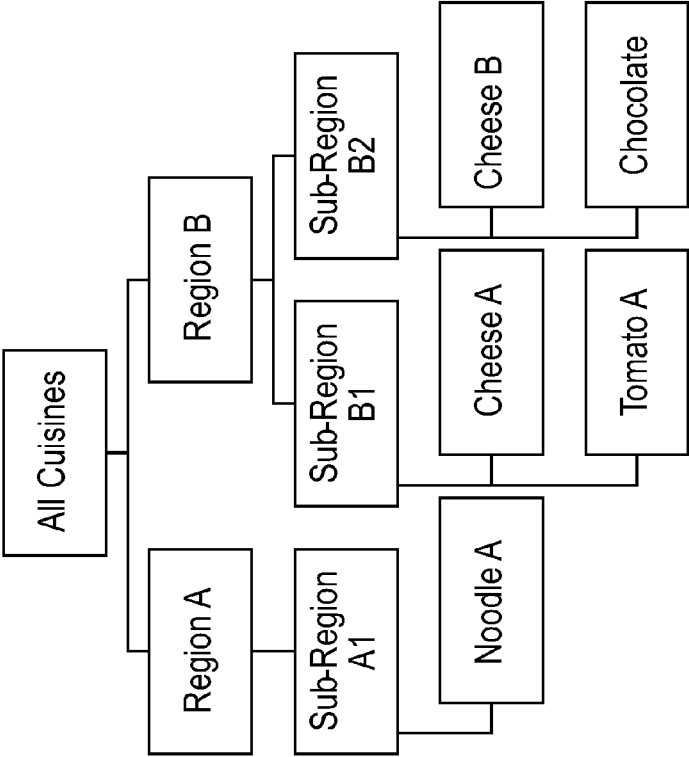 All Cuisines
Region A
Region B
Sub-Region
A1
Sub-Region
B1
Sub-Region
B2
Noodle A
Cheese A
Cheese B
Tomato A
Chocolate